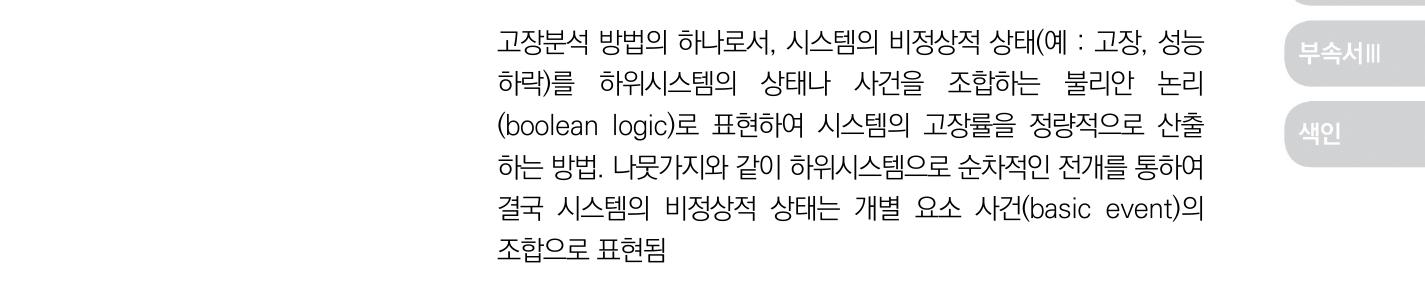 고장분석 방법의 하나로서, 시스템의 비정상적 상태(예 : 고장, 성능
하락)를 하위시스템의 상태나 사건을 조합하는 불리안 논리
(boolean logic)로 표현하여 시스템의 고장률을 정량적으로 산출
하는 방법. 나뭇가지와 같이 하위시스템으로 순차적인 전개를 통하여
결국 시스템의 비정상적 상태는 개별 요소 사건(basic event)의
조합으로 표현됨
부속서Ⅲ
색인